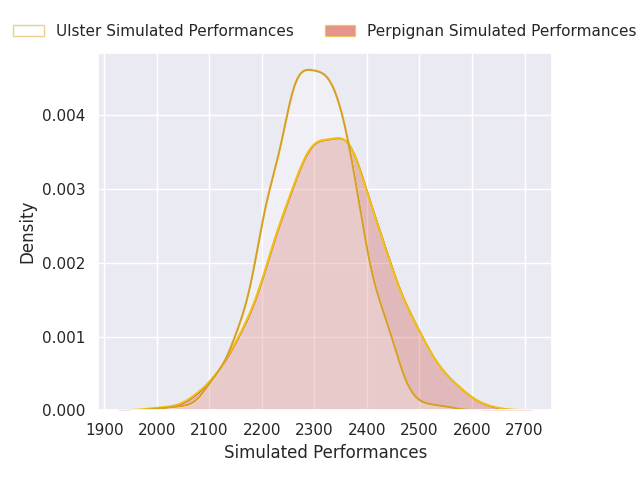 Ulster Simulated Performances Perpignan Simulated Performances
0.004
0.003
0.002
0.001
0.000
Density
1900 2000 2100 2200 2300 2400 2500 2600 2700
Simulated Performances